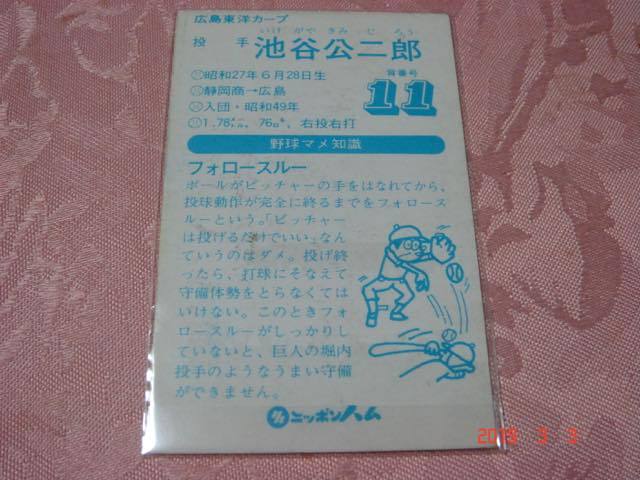 広島東洋カープ
いけがやきみじろう
投手 池谷公二郎
昭和27年6月28日生
静岡商→広島
入団・昭和49年
1.78メートル、76キロ、右投右打
背番号
11
野球マメ知識
フォロースルー
ボールがピッチャーの手をはなれてから、
投球動作が完全に終るまでをフォロース
ルーという。「ピッチャー
は投げるだけでいい」なん
ていうのはダメ。投げ終
ったら、打球にそなえて
守備体勢をとらなくては
いけない。このときフォ
ロースルーがしっかりし
ていないと、巨人の堀内
投手のようなうまい守備
ができません。
ニッポンハム
2019 3 3